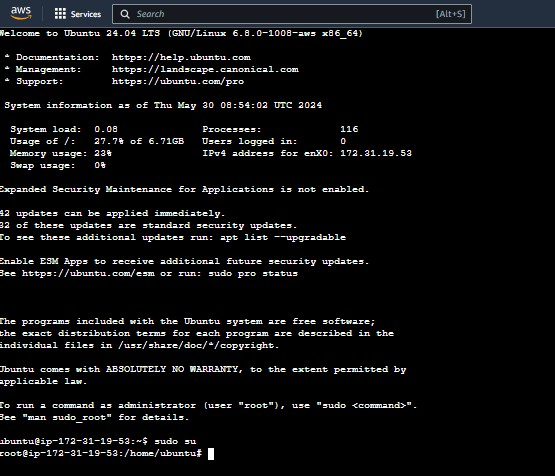 aws
Services
Search
[Alt+S]
Welcome to Ubuntu 24.04 LTS (GNU/Linux 6.8.0-1008-aws x86_64)
* Documentation: https://help.ubuntu.com
* Management: https://landscape.canonical.com
* Support: https://ubuntu.com/pro
System information as of Thu May 30 08:54:02 UTC 2024
System load: 0.08 Processes: 116
Usage of /: 27.7% of 6.71GB Users logged in: 0
Memory usage: 23% IPv4 address for enX0: 172.31.19.53
Swap usage: 0%
Expanded Security Maintenance for Applications is not enabled.
42 updates can be applied immediately.
32 of these updates are standard security updates.
To see these additional updates run: apt list --upgradable
Enable ESM Apps to receive additional future security updates.
See https://ubuntu.com/esm or run: sudo pro status
The programs included with the Ubuntu system are free software;
the exact distribution terms for each program are described in the
individual files in /usr/share/doc/*/copyright.
Ubuntu comes with ABSOLUTELY NO WARRANTY, to the extent permitted by
applicable law.
To run a command as administrator (user "root"), use "sudo <command>".
See "man sudo_root" for details.
ubuntu@ip-172-31-19-53:~$ sudo su
root@ip-172-31-19-53:/home/ubuntu#